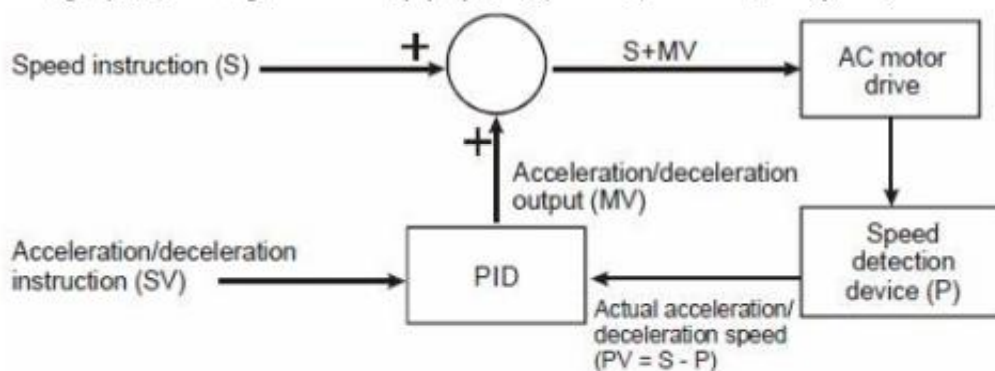 Speed instruction (S)
+
S+MV
AC motor
drive
+
Acceleration/deceleration
output (MV)
Acceleration/deceleration
instruction (SV)
PID
Speed
detection
device (P)
Actual acceleration/
deceleration speed
(PV = S - P)